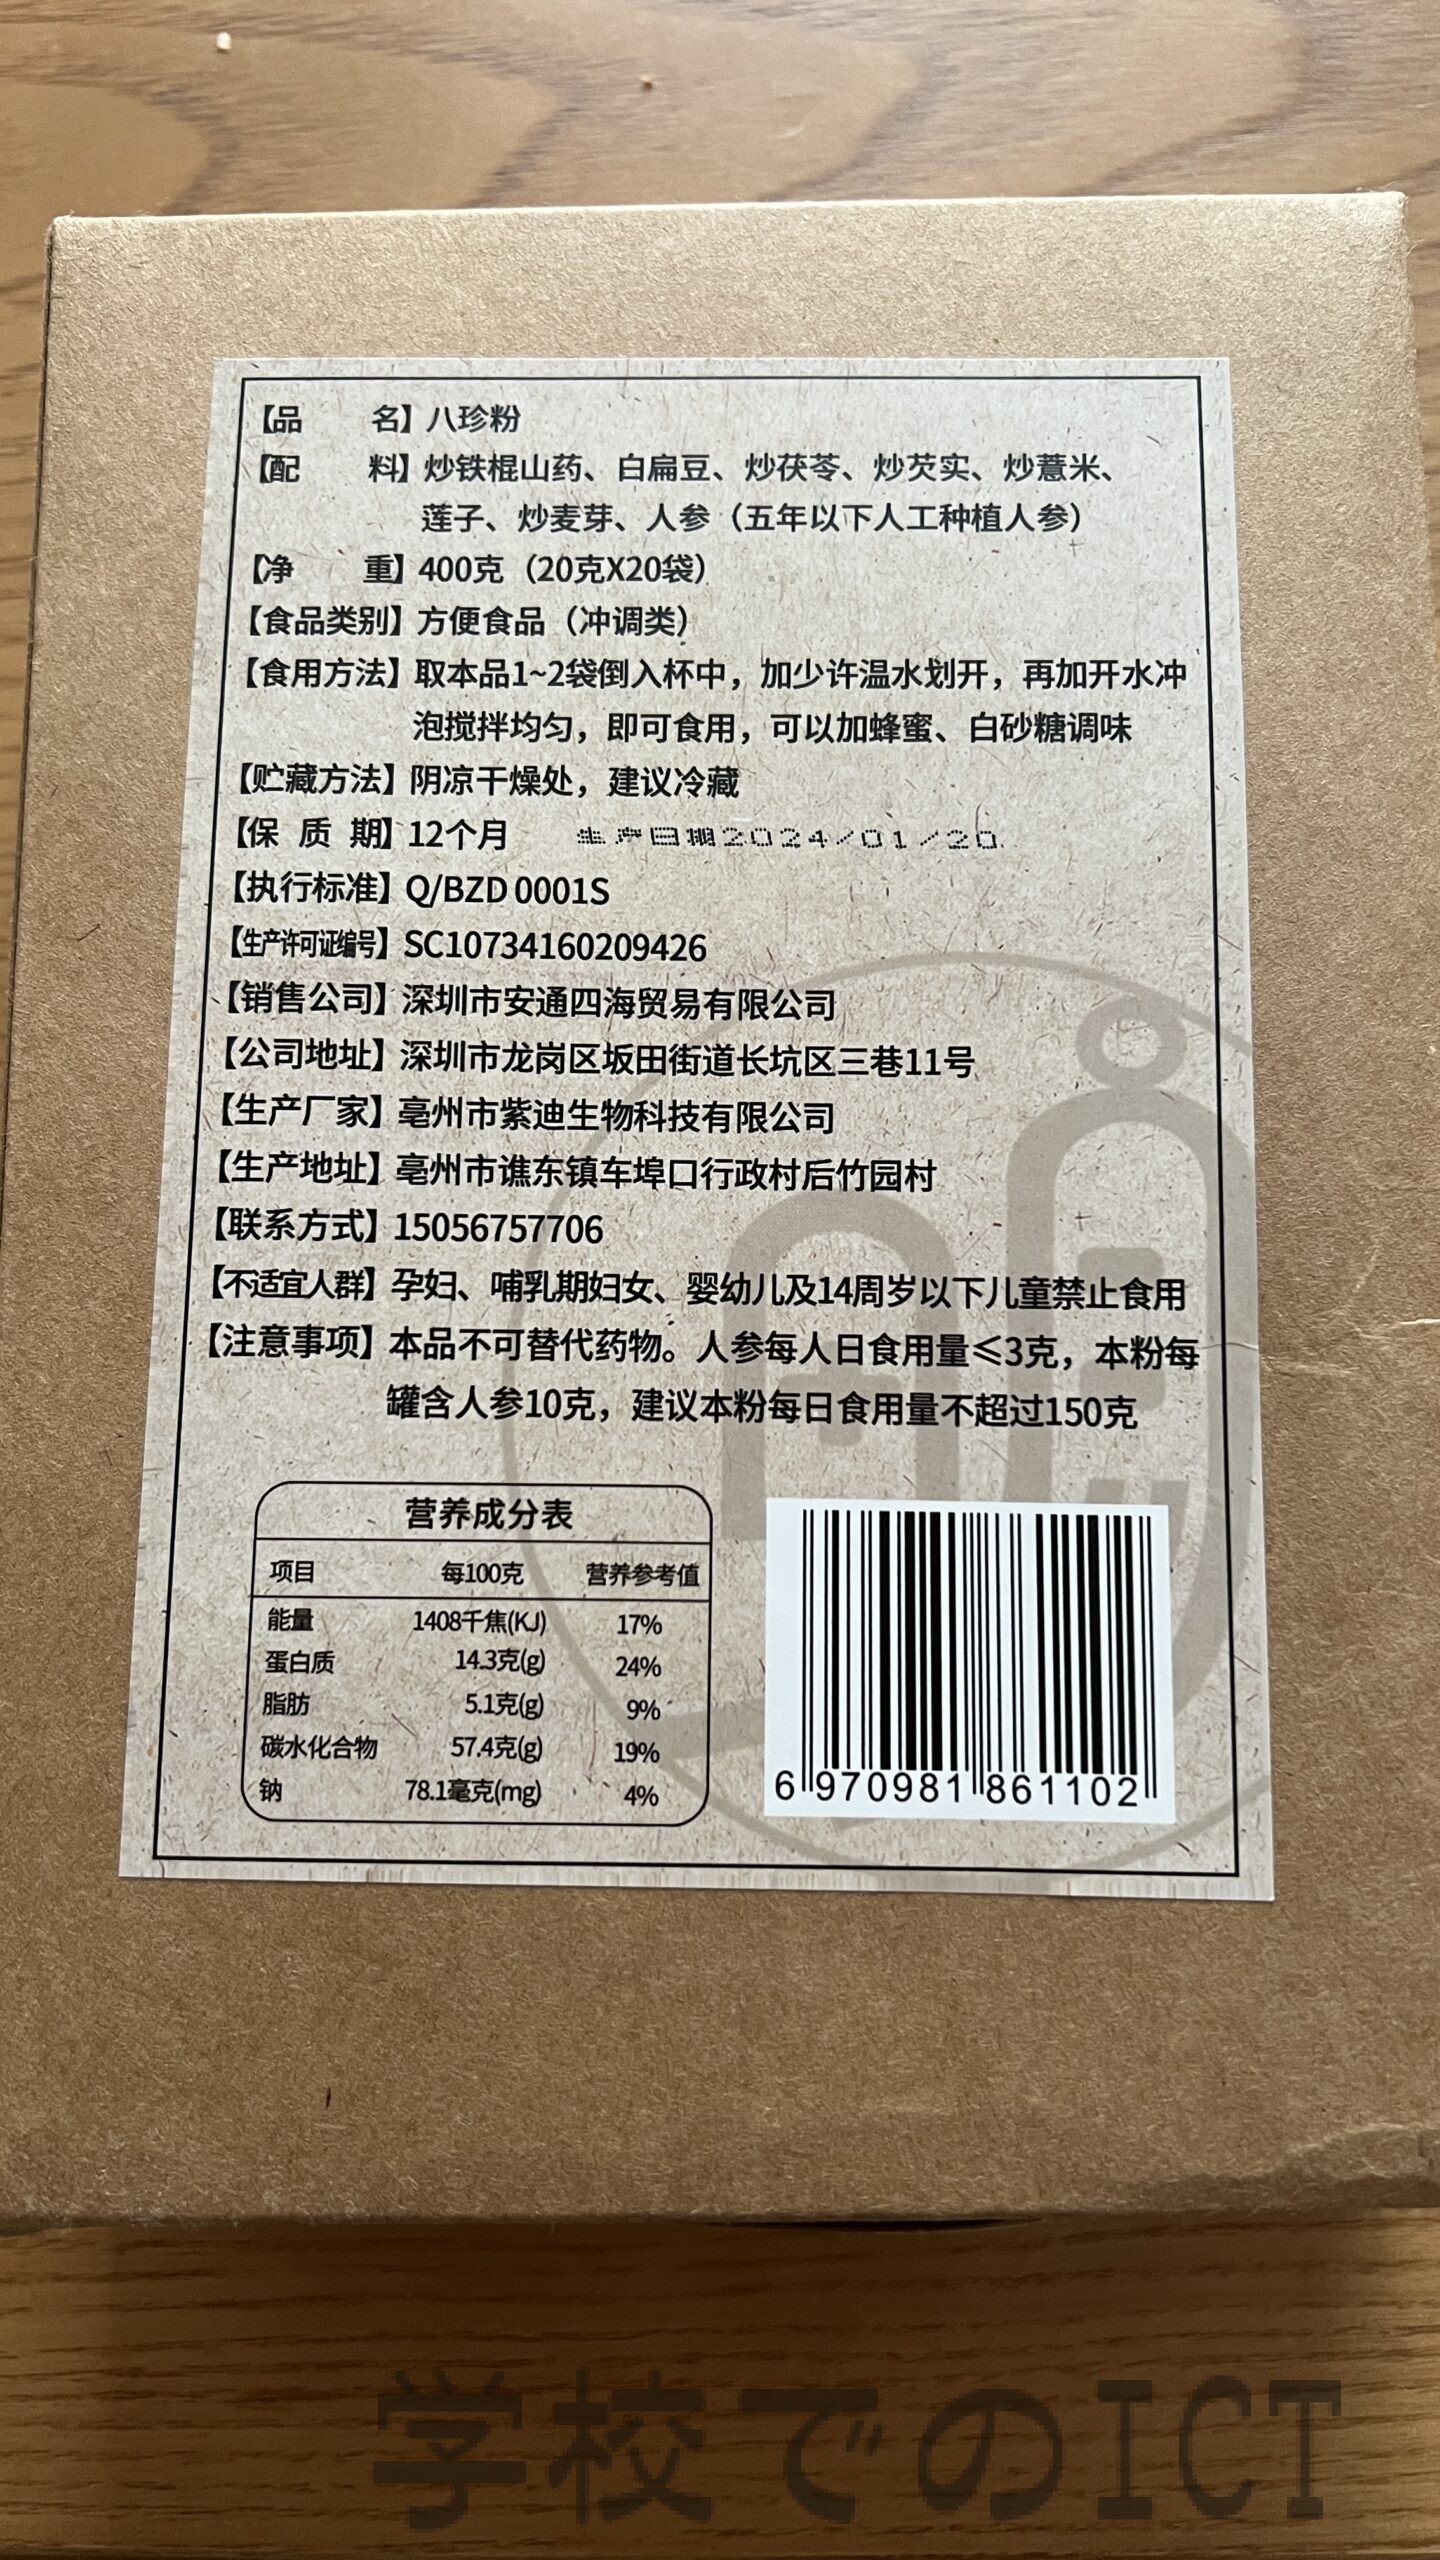 【品 名】八珍粉
【配 料】炒铁棍山药、白扁豆、炒茯苓、炒芡实、炒薏米、
莲子、炒麦芽、人参（五年以下人工种植人参）
【净 重】400克（20克X20袋）
【食品类别】方便食品（冲调类）
【食用方法】取本品1~2袋倒入杯中，加少许温水划开，再加开水冲
泡搅拌均匀，即可食用，可以加蜂蜜、白砂糖调味
【贮藏方法】阴凉干燥处，建议冷藏
【保 质 期】12个月 生产日期2024/01/20
【执行标准】Q/BZD 0001S
【生产许可证编号】SC10734160209426
【销售公司】深圳市安通四海贸易有限公司
【公司地址】深圳市龙岗区坂田街道长坑区三巷11号
【生产厂家】亳州市紫迪生物科技有限公司
【生产地址】亳州市谯东镇车埠口行政村后竹园村
【联系方式】15056757706
【不适宜人群】孕妇、哺乳期妇女、婴幼儿及14周岁以下儿童禁止食用
【注意事项】本品不可替代药物。人参每人日食用量≤3克，本粉每
罐含人参10克，建议本粉每日食用量不超过150克
营养成分表
项目 每100克 营养参考值
能量 1408千焦(KJ) 17%
蛋白质 14.3克(g) 24%
脂肪 5.1克(g) 9%
碳水化合物 57.4克(g) 19%
钠 78.1毫克(mg) 4%
6 970981 861102
学校でのICT